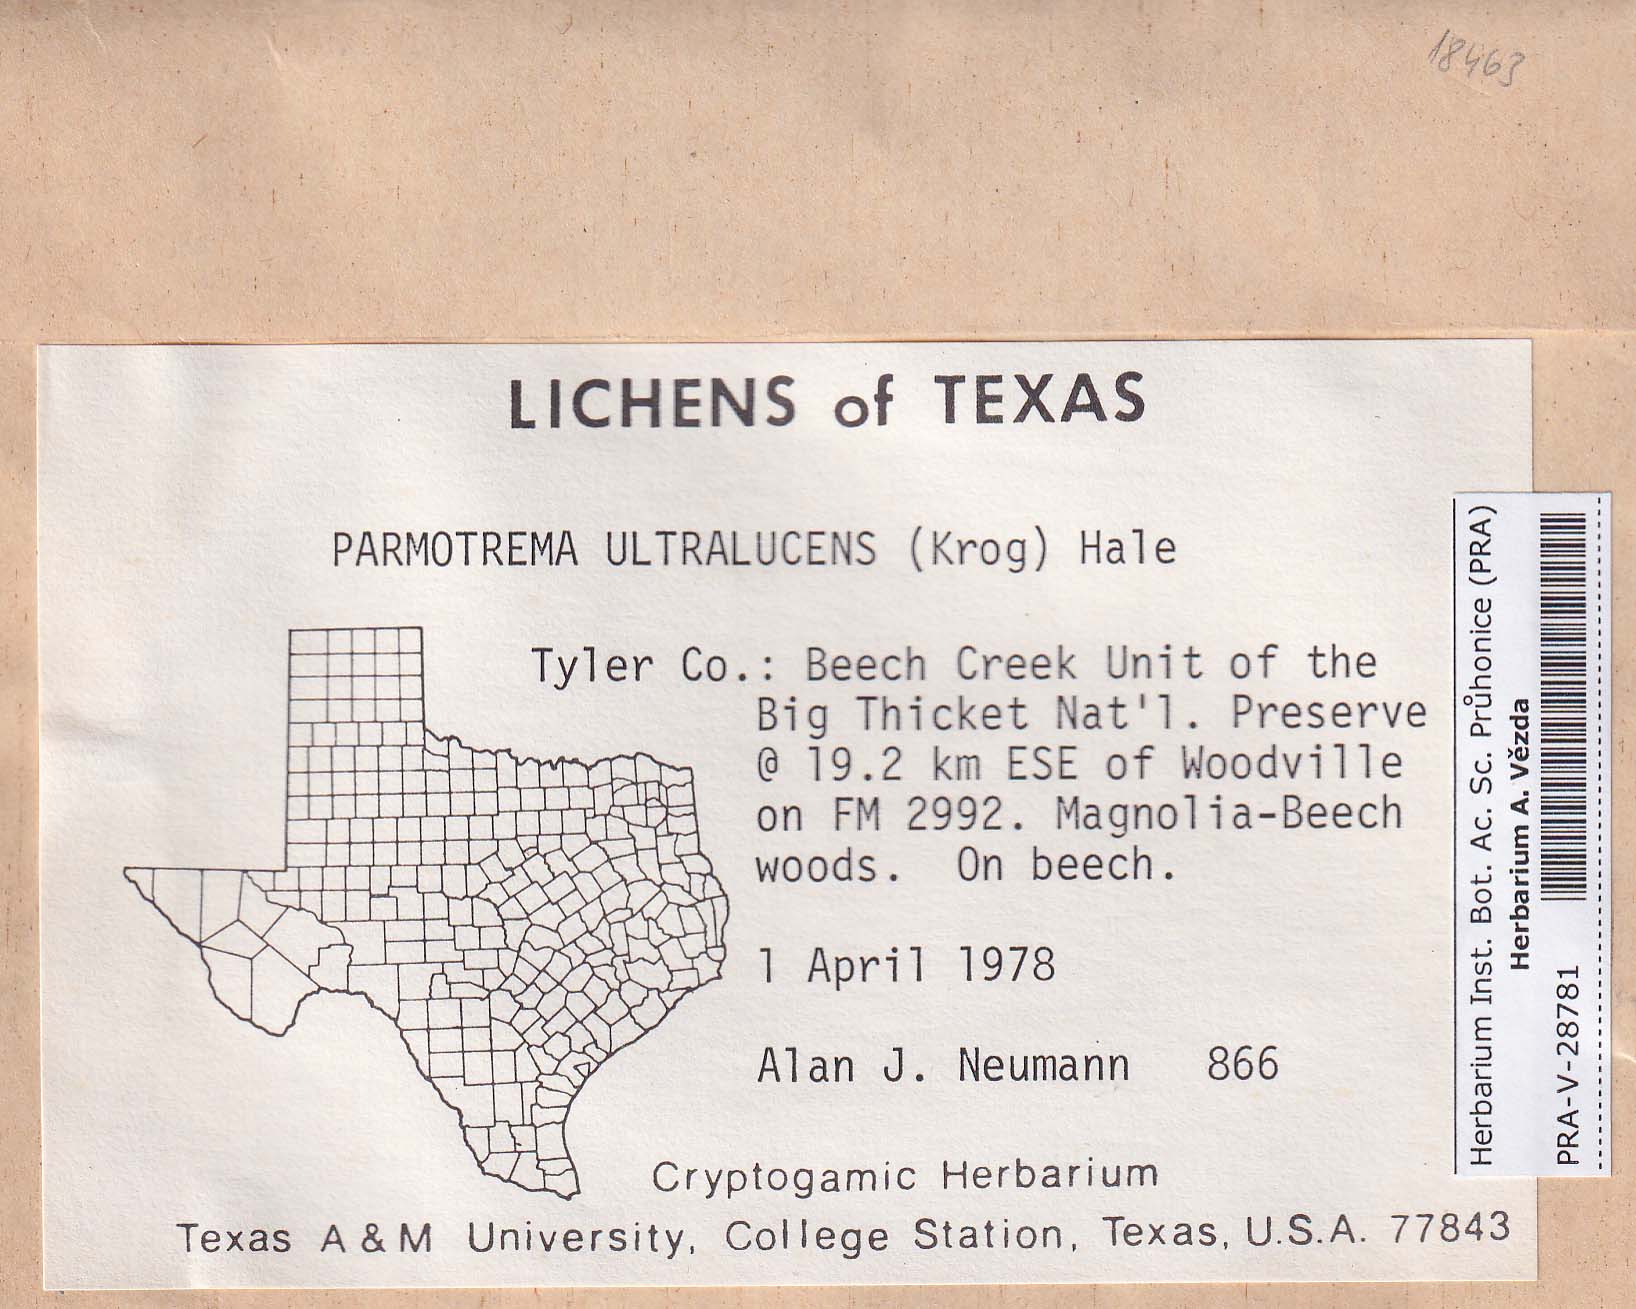 18463
LICHENS of TEXAS
PARMOTREMA ULTRALUCENS (Krog) Hale
Tyler Co.: Beech Creek Unit of the
Big Thicket Nat'l. Preserve
@ 19.2 km ESE of Woodville
on FM 2992. Magnolia-Beech
woods. On beech.
1 April 1978
Alan J. Neumann 866
Cryptogamic Herbarium
Texas A & M University, College Station, Texas, U.S.A. 77843
Herbarium Inst. Bot. Ac. Sc. Průhonice (PRA)
Herbarium A. Vězda
PRA-V-28781